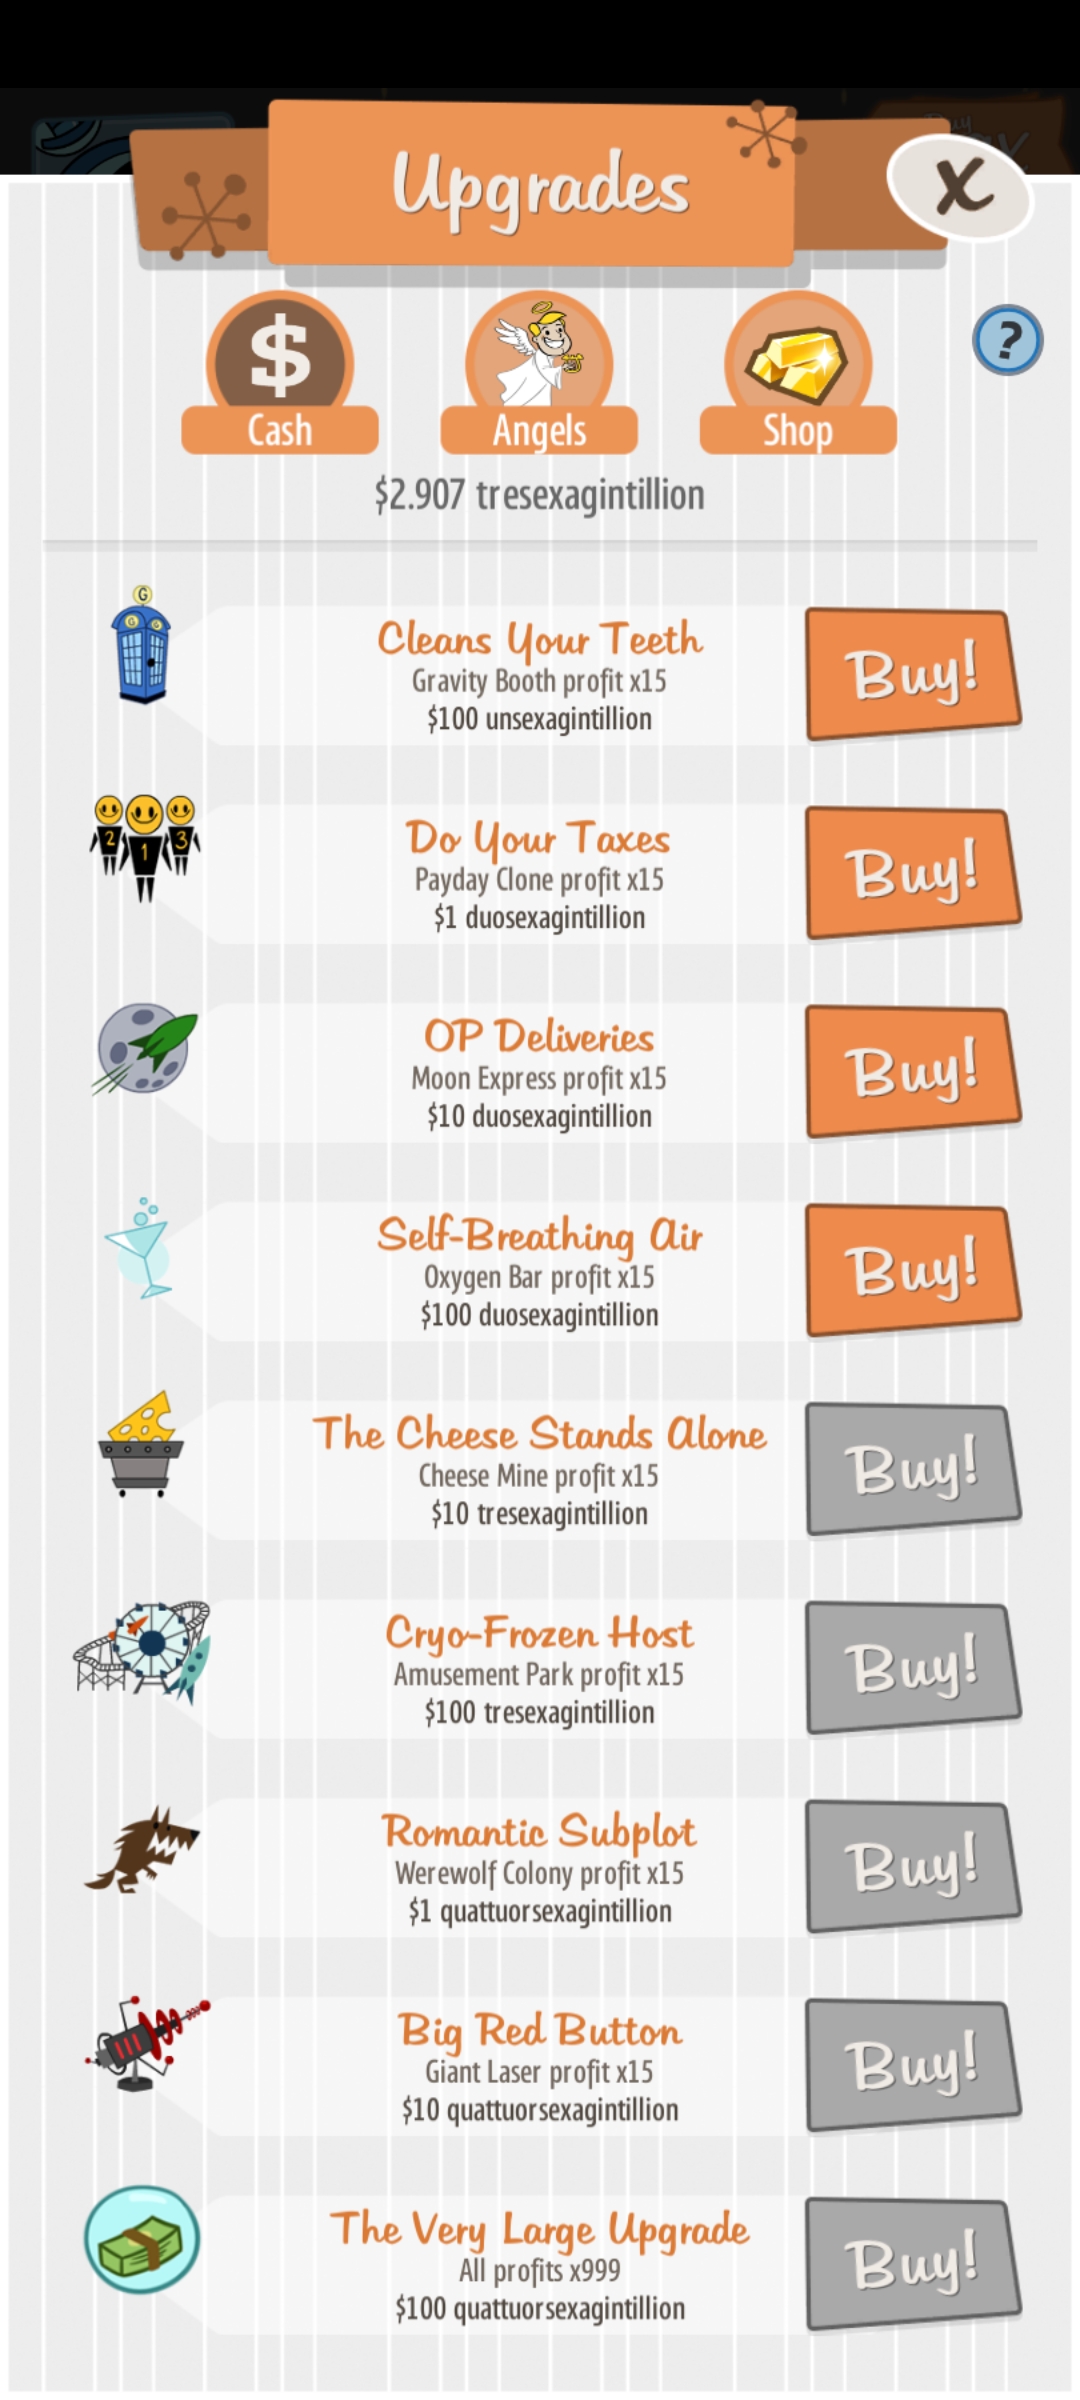 Buy
Upgrades
X
?
$
Cash
Angels
Shop
$2.907 tresexagintillion
G
G G
Cleans Your Teeth
Gravity Booth profit x15
$100 unsexagintillion
Buy!
2 1 3
Do Your Taxes
Payday Clone profit x15
$1 duosexagintillion
Buy!
OP Deliveries
Moon Express profit x15
$10 duosexagintillion
Buy!
Self-Breathing Air
Oxygen Bar profit x15
$100 duosexagintillion
Buy!
The Cheese Stands Alone
Cheese Mine profit x15
$10 tresexagintillion
Buy!
Cryo-Frozen Host
Amusement Park profit x15
$100 tresexagintillion
Buy!
Romantic Subplot
Werewolf Colony profit x15
$1 quattuorsexagintillion
Buy!
Big Red Button
Giant Laser profit x15
$10 quattuorsexagintillion
Buy!
The Very Large Upgrade
All profits x999
$100 quattuorsexagintillion
Buy!